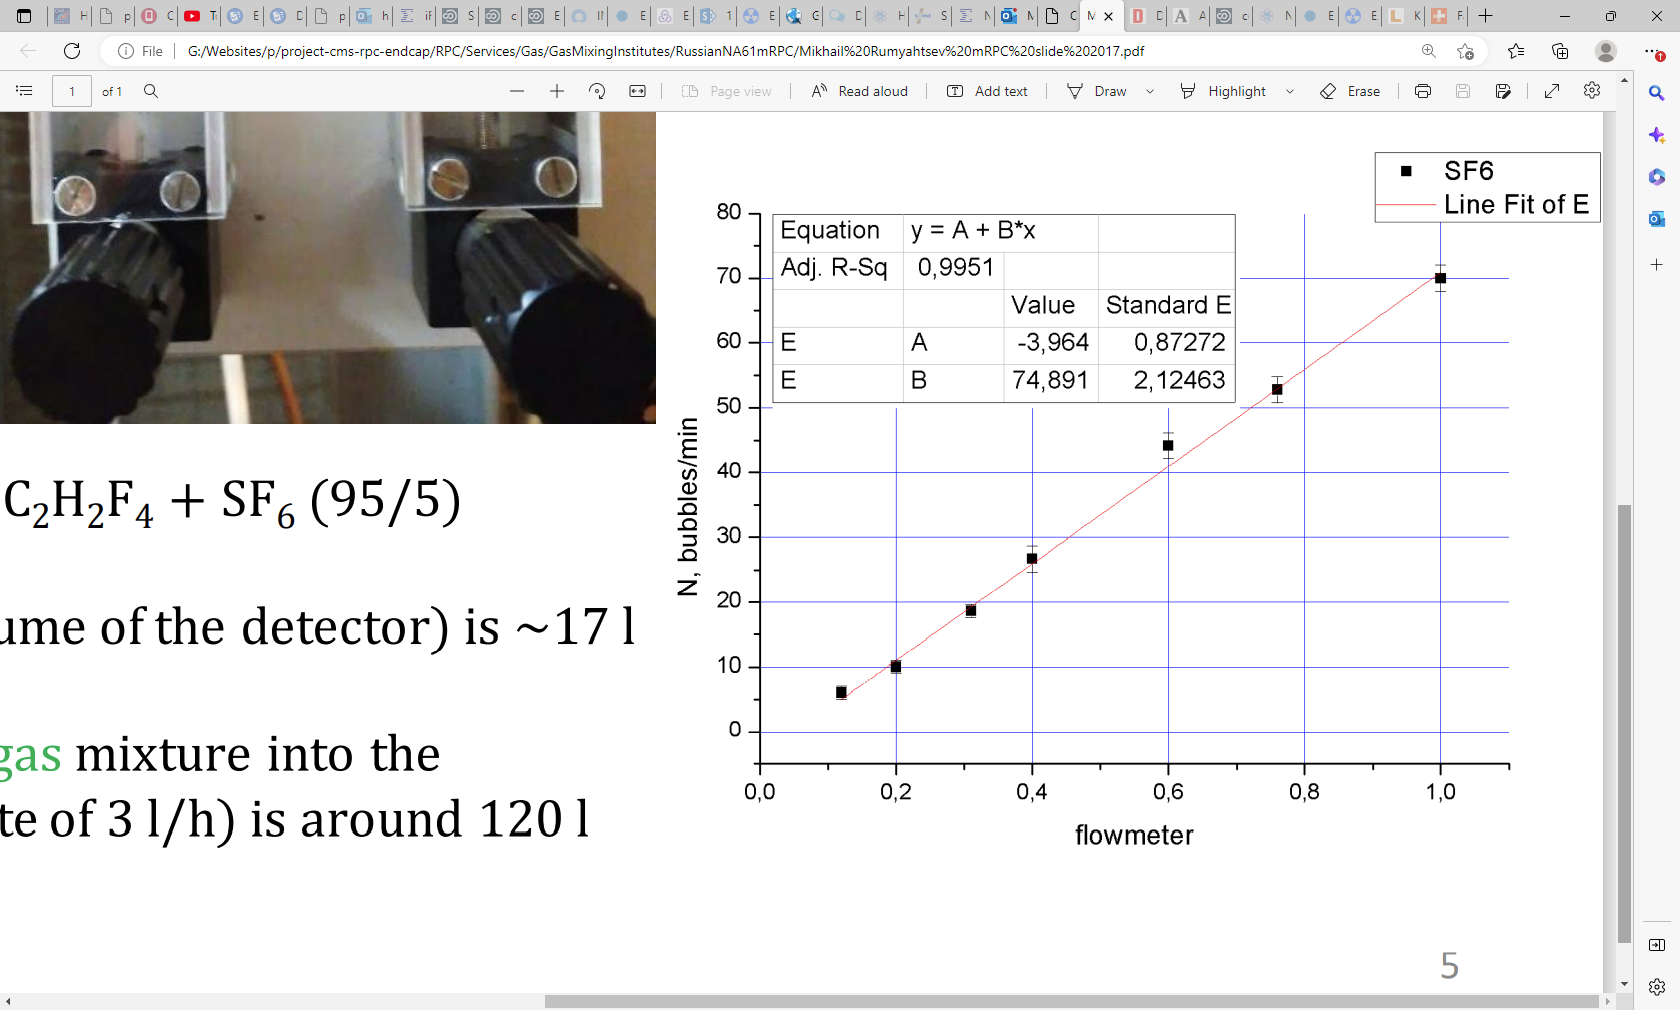 File
G:/Websites/p/project-cms-rpc-endcap/RPC/Services/Gas/GasMixingInstitutes/RussianNA61mRPC/Mikhail%20Rumyahtsev%20mRPC%20slide%202017.pdf
1 of 1
Page view
Read aloud
Add text
Draw
Highlight
Erase
C₂H₂F₄ + SF₆ (95/5)
ume of the detector) is ~17 l
gas mixture into the
te of 3 l/h) is around 120 l
SF6
Line Fit of E
Equation y = A + B*x
Adj. R-Sq 0,9951
Value Standard E
E A -3,964 0,87272
E B 74,891 2,12463
80
70
60
50
40
30
20
10
0
N, bubbles/min
0,0 0,2 0,4 0,6 0,8 1,0
flowmeter
5